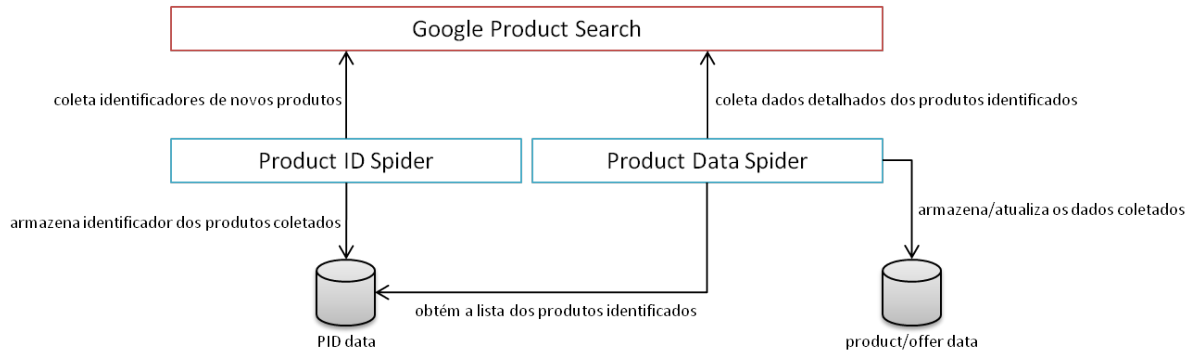 Google Product Search
coleta identificadores de novos produtos
coleta dados detalhados dos produtos identificados
Product ID Spider
Product Data Spider
armazena identificador dos produtos coletados
armazena/atualiza os dados coletados
obtém a lista dos produtos identificados
PID data
product/offer data